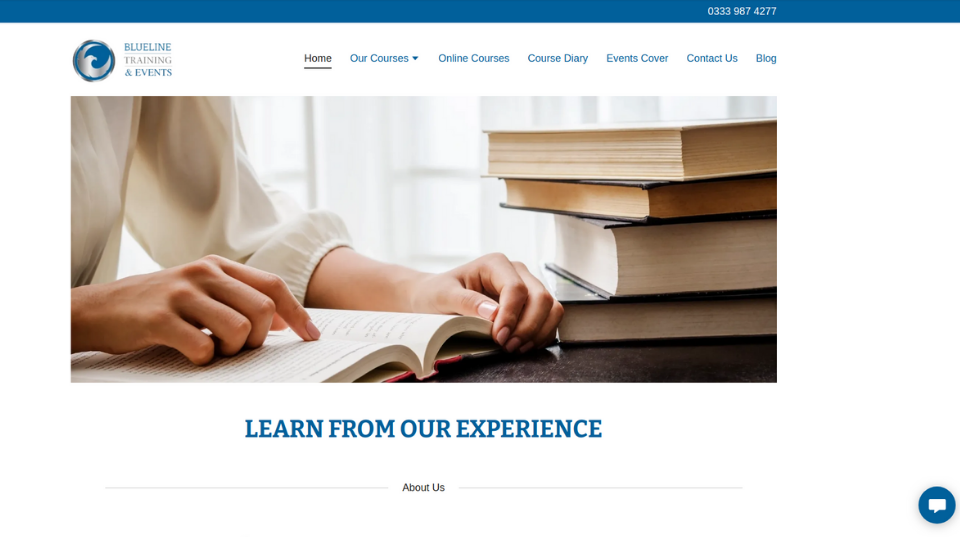 0333 987 4277
BLUELINE
TRAINING
& EVENTS
Home Our Courses Online Courses Course Diary Events Cover Contact Us Blog
LEARN FROM OUR EXPERIENCE
About Us